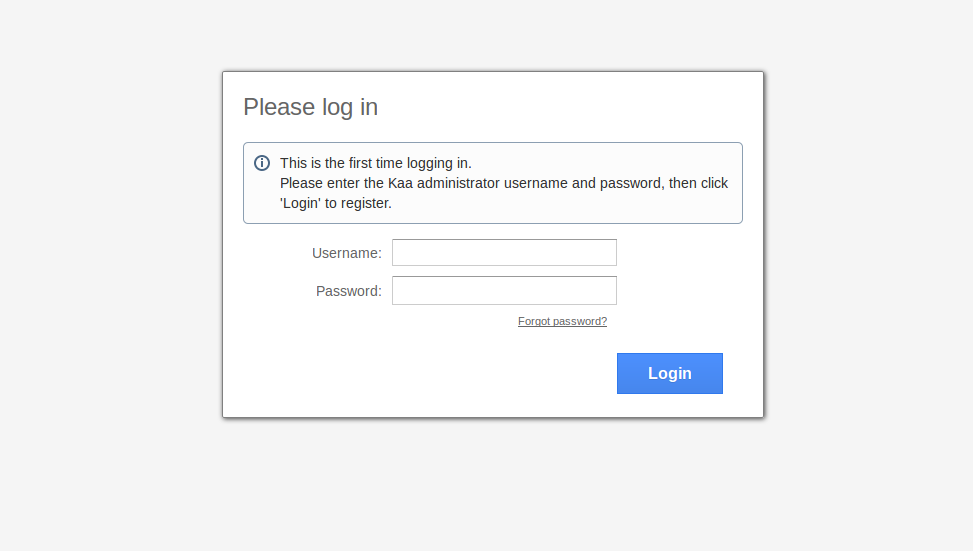 Please log in
This is the first time logging in.
Please enter the Kaa administrator username and password, then click
'Login' to register.
Username:
Password:
Forgot password?
Login